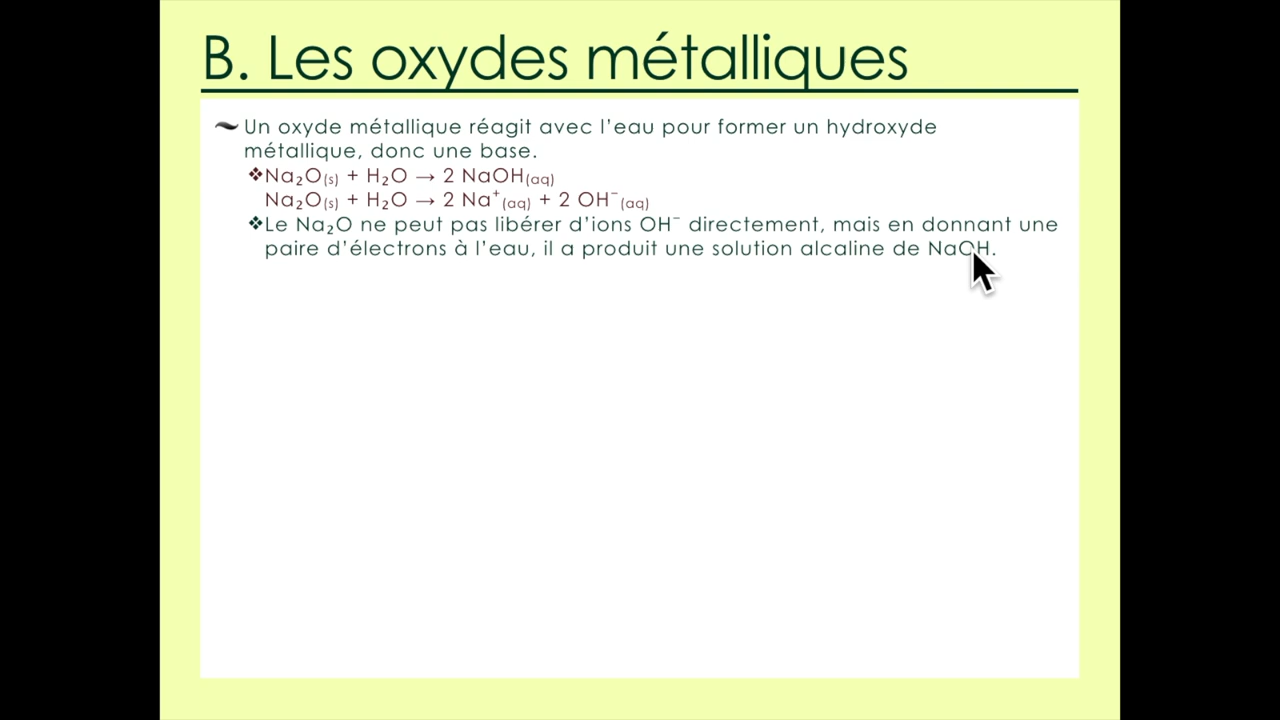 B. Les oxydes métalliques
Un oxyde métallique réagit avec l’eau pour former un hydroxyde
métallique, donc une base.
❖Na₂O(s) + H₂O → 2 NaOH(aq)
Na₂O(s) + H₂O → 2 Na⁺(aq) + 2 OH⁻(aq)
❖Le Na₂O ne peut pas libérer d’ions OH⁻ directement, mais en donnant une
paire d’électrons à l’eau, il a produit une solution alcaline de NaOH.